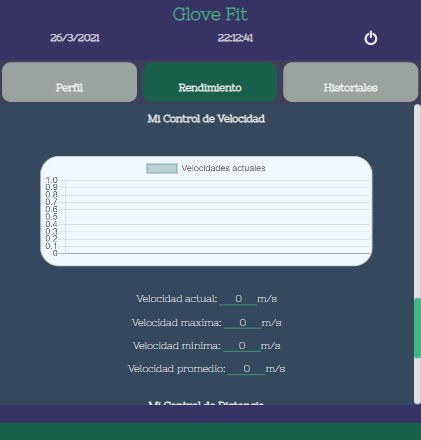 Glove Fit
26/3/2021 22:12:41
Perfil Rendimiento Historiales
Mi Control de Velocidad
Velocidades actuales
1.0
0.9
0.8
0.7
0.6
0.5
0.4
0.3
0.2
0.1
0
Velocidad actual: 0 m/s
Velocidad maxima: 0 m/s
Velocidad minima: 0 m/s
Velocidad promedio: 0 m/s
Mi Control de Distancia